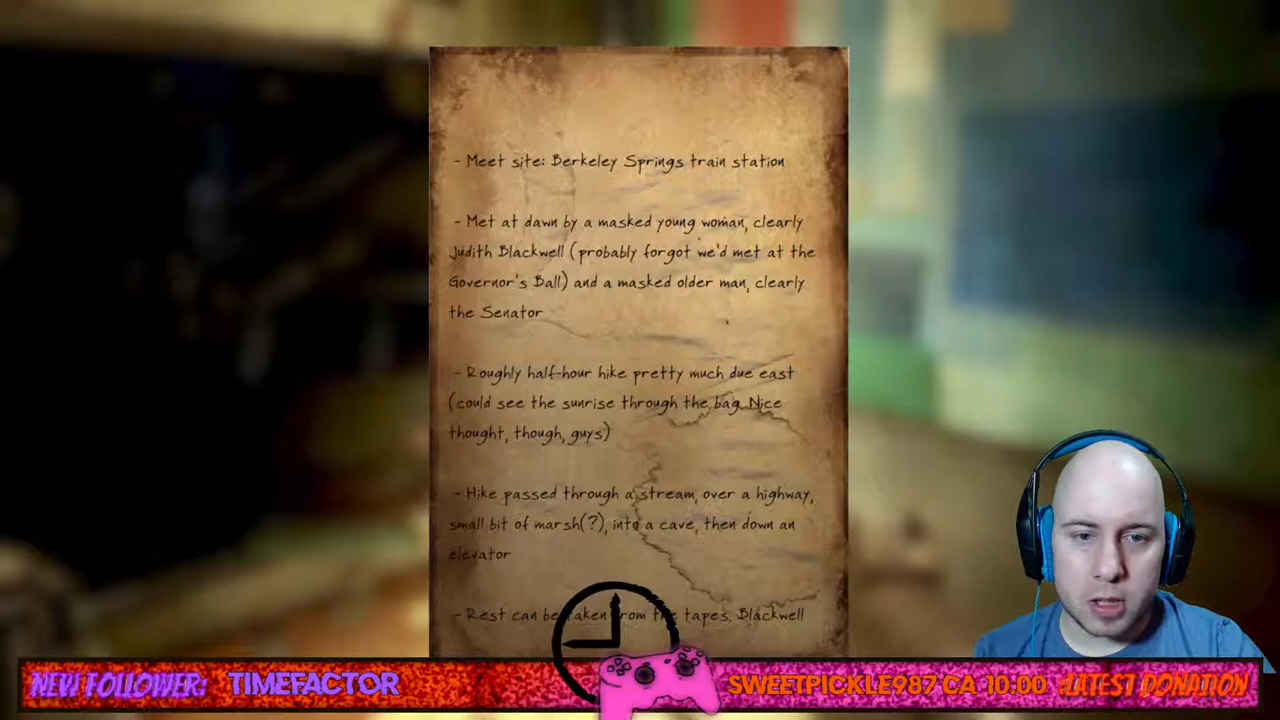 - Meet site: Berkeley Springs train station
- Met at dawn by a masked young woman, clearly
Judith Blackwell (probably forgot we'd met at the
Governor's Ball) and a masked older man, clearly
the Senator
- Roughly half-hour hike pretty much due east
(could see the sunrise through the bag. Nice
thought, though, guys)
- Hike passed through a stream, over a highway,
small bit of marsh(?), into a cave, then down an
elevator
- Rest can be taken from the tapes. Blackwell
NEW FOLLOWER: TIMEFACTOR
SWEETPICKLE987 CA 10.00 :LATEST DONATION